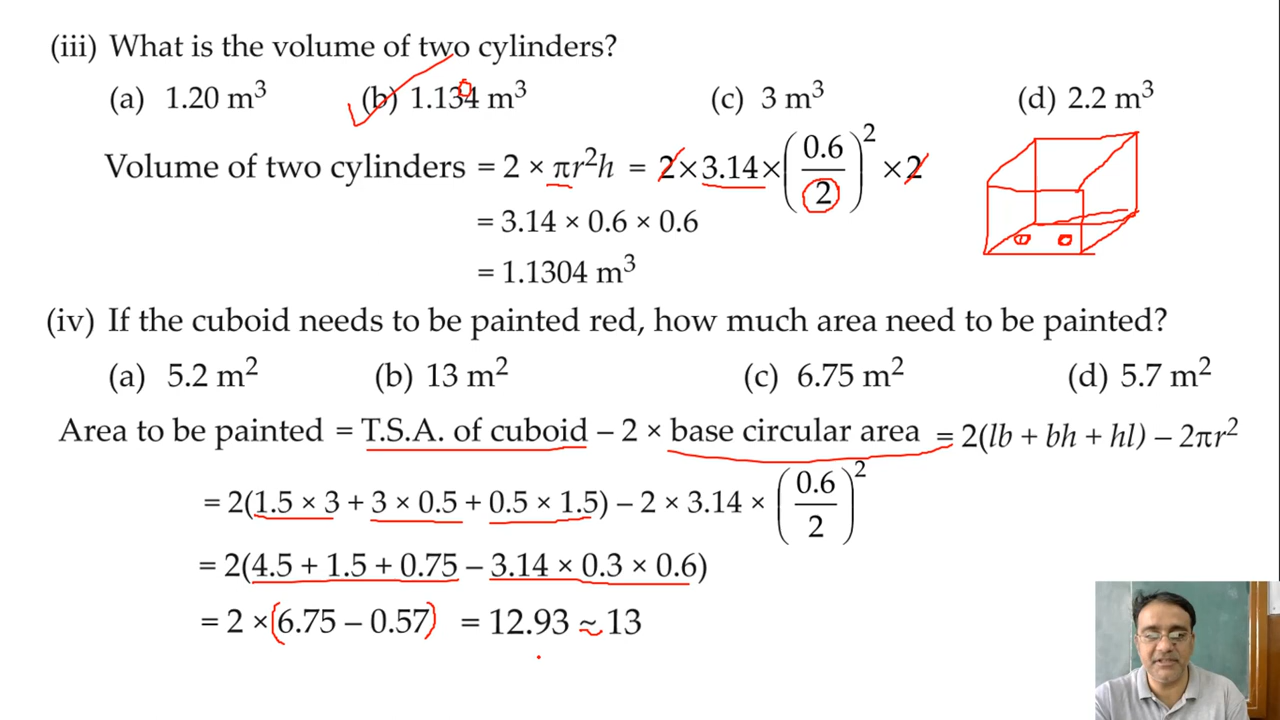 (iii) What is the volume of two cylinders?
(a) 1.20 m³ (b) 1.134 m³ (c) 3 m³ (d) 2.2 m³
0
Volume of two cylinders = 2 × πr²h = 2 × 3.14 × (0.6/2)² × 2
= 3.14 × 0.6 × 0.6
= 1.1304 m³
(iv) If the cuboid needs to be painted red, how much area need to be painted?
(a) 5.2 m² (b) 13 m² (c) 6.75 m² (d) 5.7 m²
Area to be painted = T.S.A. of cuboid – 2 × base circular area = 2(lb + bh + hl) – 2πr²
= 2(1.5 × 3 + 3 × 0.5 + 0.5 × 1.5) – 2 × 3.14 × (0.6/2)²
= 2(4.5 + 1.5 + 0.75 – 3.14 × 0.3 × 0.6)
= 2 × (6.75 – 0.57) = 12.93 ≈ 13